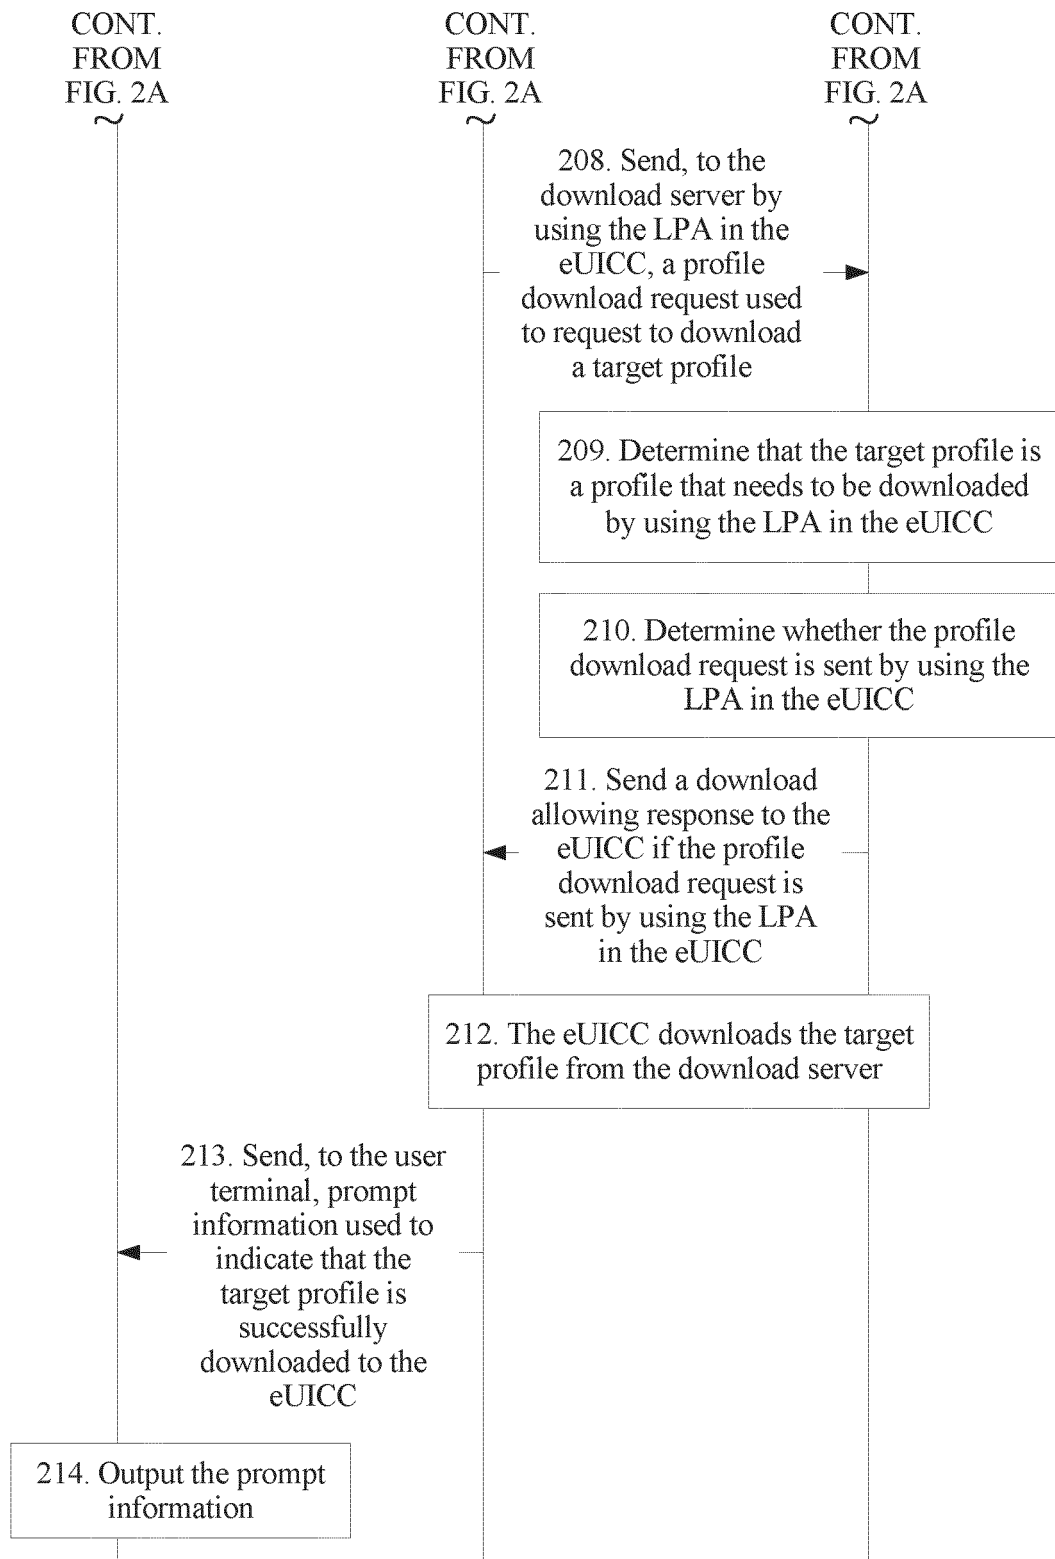 CONT.
FROM
FIG. 2A
CONT.
FROM
FIG. 2A
CONT.
FROM
FIG. 2A
208. Send, to the
download server by
using the LPA in the
eUICC, a profile
download request used
to request to download
a target profile
209. Determine that the target profile is
a profile that needs to be downloaded
by using the LPA in the eUICC
210. Determine whether the profile
download request is sent by using the
LPA in the eUICC
211. Send a download
allowing response to the
eUICC if the profile
download request is
sent by using the LPA
in the eUICC
212. The eUICC downloads the target
profile from the download server
213. Send, to the user
terminal, prompt
information used to
indicate that the
target profile is
successfully
downloaded to the
eUICC
214. Output the prompt
information